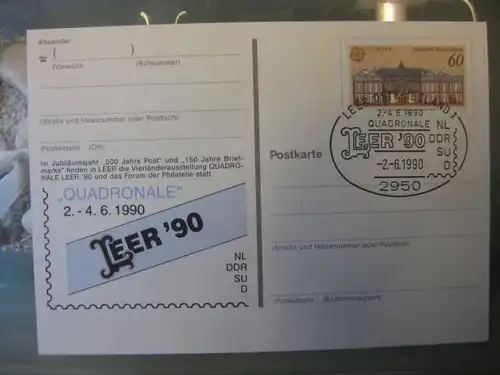 Absender
☎ ( )
(Vorwahl) (Rufnummer)
(Straße und Hausnummer oder Postfach)
(Postleitzahl) (Ort)
Im Jubiläumsjahr „500 Jahre Post" und „150 Jahre Brief-
marke" finden in LEER die Vierländerausstellung QUADRO-
NALE LEER '90 und das Forum der Philatelie statt.
„QUADRONALE"
2. - 4. 6. 1990
LEER '90
NL
DDR
SU
D
Postkarte
EUROPA
Deutsche Bundespost
60
LEER 1
2.-4.6.1990
QUADRONALE NL
LEER '90 DDR
SU
-2.-6.1990 D
2950
(Straße und Hausnummer oder Postfach)
(Postleitzahl) (Bestimmungsort)